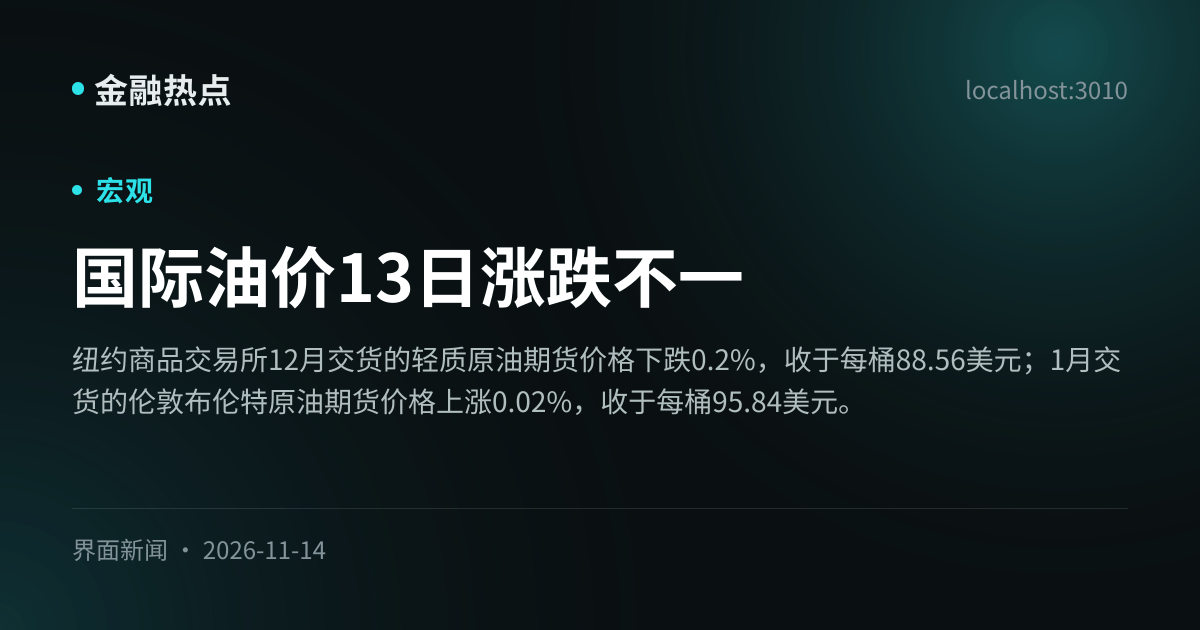 金融热点
localhost:3010
宏观
国际油价13日涨跌不一
纽约商品交易所12月交货的轻质原油期货价格下跌0.2%，收于每桶88.56美元；1月交
货的伦敦布伦特原油期货价格上涨0.02%，收于每桶95.84美元。
界面新闻 • 2026-11-14